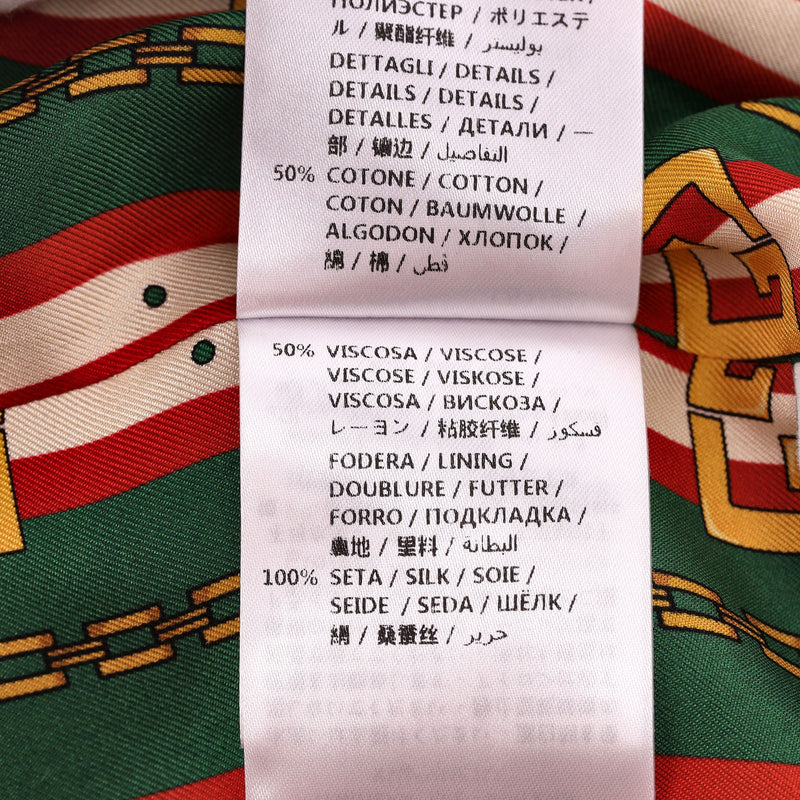 ПОЛИЭСТЕР / ポリエステ
ル / 聚酯纤维 / بوليستر
DETTAGLI / DETAILS /
DETAILS / DETAILS /
DETALLES / ДЕТАЛИ / 一
部 / 镶边 / التفاصيل
50% COTONE / COTTON /
COTON / BAUMWOLLE /
ALGODON / ХЛОПОК /
綿 / 棉 / قطن
50% VISCOSA / VISCOSE /
VISCOSE / VISKOSE /
VISCOSA / ВИСКОЗА /
レーヨン / 粘胶纤维 / فسكوز
FODERA / LINING /
DOUBLURE / FUTTER /
FORRO / ПОДКЛАДКА /
裏地 / 里料 / البطانة
100% SETA / SILK / SOIE /
SEIDE / SEDA / ШЁЛК /
絹 / 桑蚕丝 / حرير